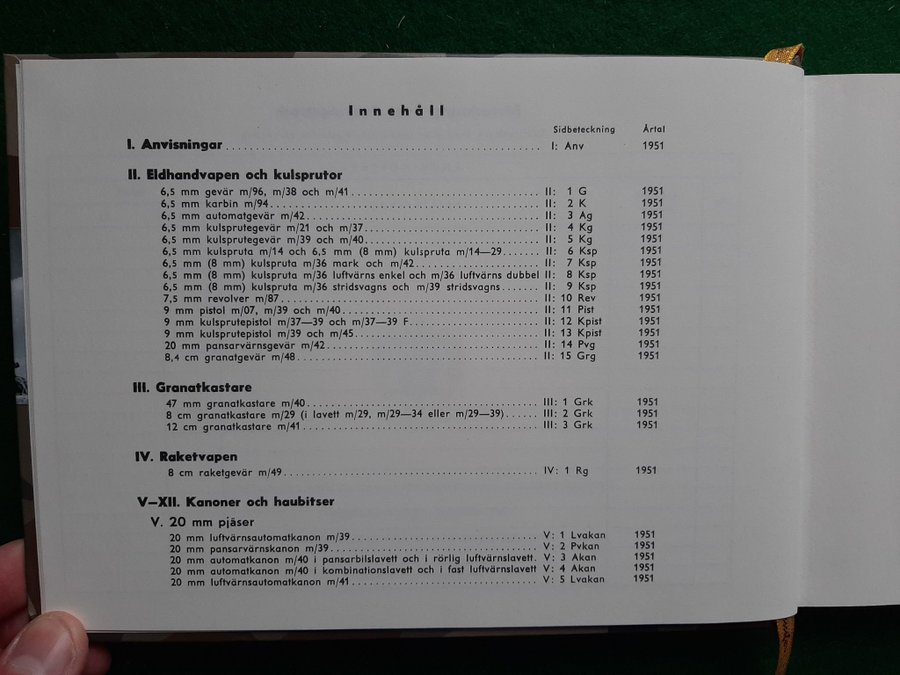 Innehåll
Sidbeteckning Årtal
I. Anvisningar ........ I: Anv 1951
II. Eldhandvapen och kulsprutor
6,5 mm gevär m/96, m/38 och m/41 ........ II: 1 G 1951
6,5 mm karbin m/94 ........ II: 2 K 1951
6,5 mm automatgevär m/42 ........ II: 3 Ag 1951
6,5 mm kulsprutegevär m/21 och m/37 ........ II: 4 Kg 1951
6,5 mm kulsprutegevär m/39 och m/40 ........ II: 5 Kg 1951
6,5 mm kulspruta m/14 och 6,5 mm (8 mm) kulspruta m/14—29 ........ II: 6 Ksp 1951
6,5 mm (8 mm) kulspruta m/36 mark och m/42 ........ II: 7 Ksp 1951
6,5 mm (8 mm) kulspruta m/36 luftvärns enkel och m/36 luftvärns dubbel II: 8 Ksp 1951
6,5 mm (8 mm) kulspruta m/36 stridsvagns och m/39 stridsvagns ........ II: 9 Ksp 1951
7,5 mm revolver m/87 ........ II: 10 Rev 1951
9 mm pistol m/07, m/39 och m/40 ........ II: 11 Pist 1951
9 mm kulsprutepistol m/37—39 och m/37—39 F ........ II: 12 Kpist 1951
9 mm kulsprutepistol m/39 och m/45 ........ II: 13 Kpist 1951
20 mm pansarvärnsgevär m/42 ........ II: 14 Pvg 1951
8,4 cm granatgevär m/48 ........ II: 15 Grg 1951
III. Granatkastare
47 mm granatkastare m/40 ........ III: 1 Grk 1951
8 cm granatkastare m/29 (i lavett m/29, m/29—34 eller m/29—39) ........ III: 2 Grk 1951
12 cm granatkastare m/41 ........ III: 3 Grk 1951
IV. Raketvapen
8 cm raketgevär m/49 ........ IV: 1 Rg 1951
V—XII. Kanoner och haubitser
V. 20 mm pjäser
20 mm luftvärnsautomatkanon m/39 ........ V: 1 Lvakan 1951
20 mm pansarvärnskanon m/39 ........ V: 2 Pvkan 1951
20 mm automatkanon m/40 i pansarbilslavett och i rörlig luftvärnslavett. V: 3 Akan 1951
20 mm automatkanon m/40 i kombinationslavett och i fast luftvärnslavett V: 4 Akan 1951
20 mm luftvärnsautomatkanon m/41 ........ V: 5 Lvakan 1951